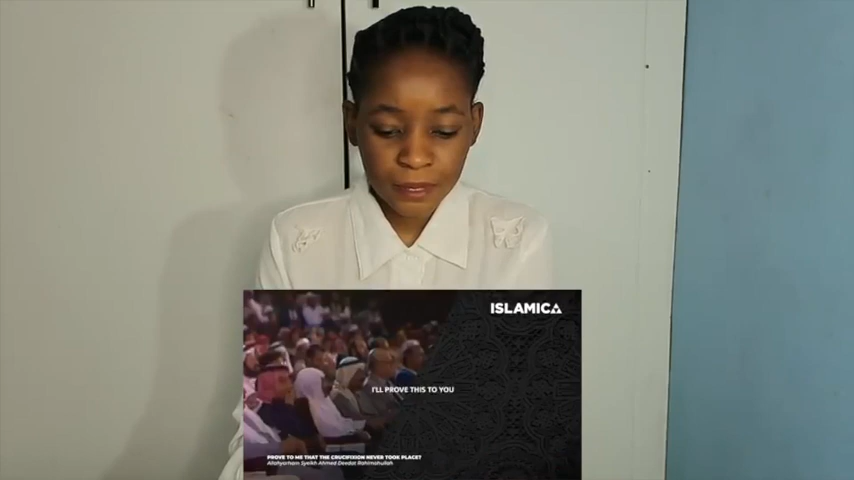 ISLAMICA
I'LL PROVE THIS TO YOU
PROVE TO ME THAT THE CRUCIFIXION NEVER TOOK PLACE?
Allahyarham Syeikh Ahmed Deedat Rahimahullah